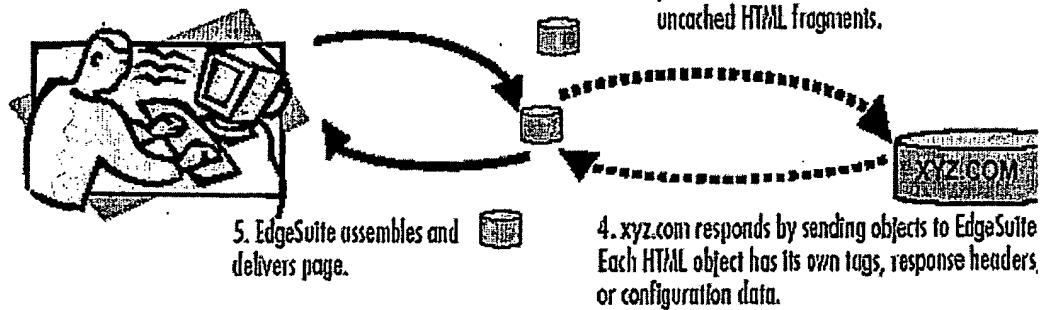 uncached HTML fragments.
XYZ.COM
5. EdgeSuite assembles and
delivers page.
4. xyz.com responds by sending objects to EdgeSuite
Each HTML object has its own tags, response headers,
or configuration data.